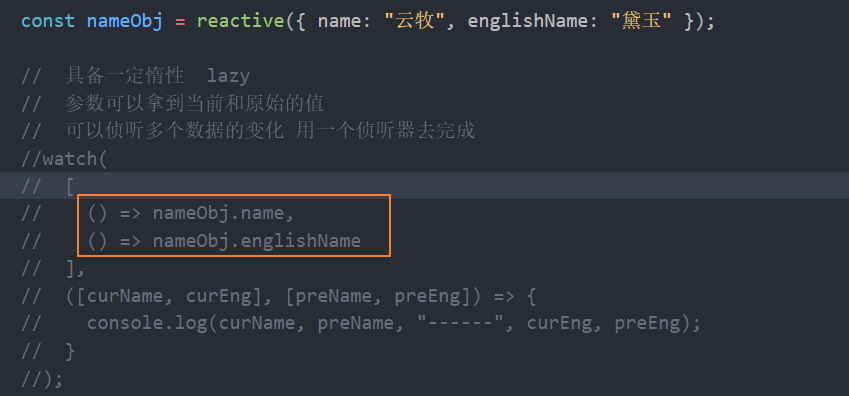 const nameObj = reactive({ name: "云牧", englishName: "黛玉" });
//  具备一定惰性  lazy
//  参数可以拿到当前和原始的值
//  可以侦听多个数据的变化 用一个侦听器去完成
//watch(
//  [
//    () => nameObj.name,
//    () => nameObj.englishName
//  ],
//  ([curName, curEng], [preName, preEng]) => {
//    console.log(curName, preName, "------", curEng, preEng);
//  }
//);